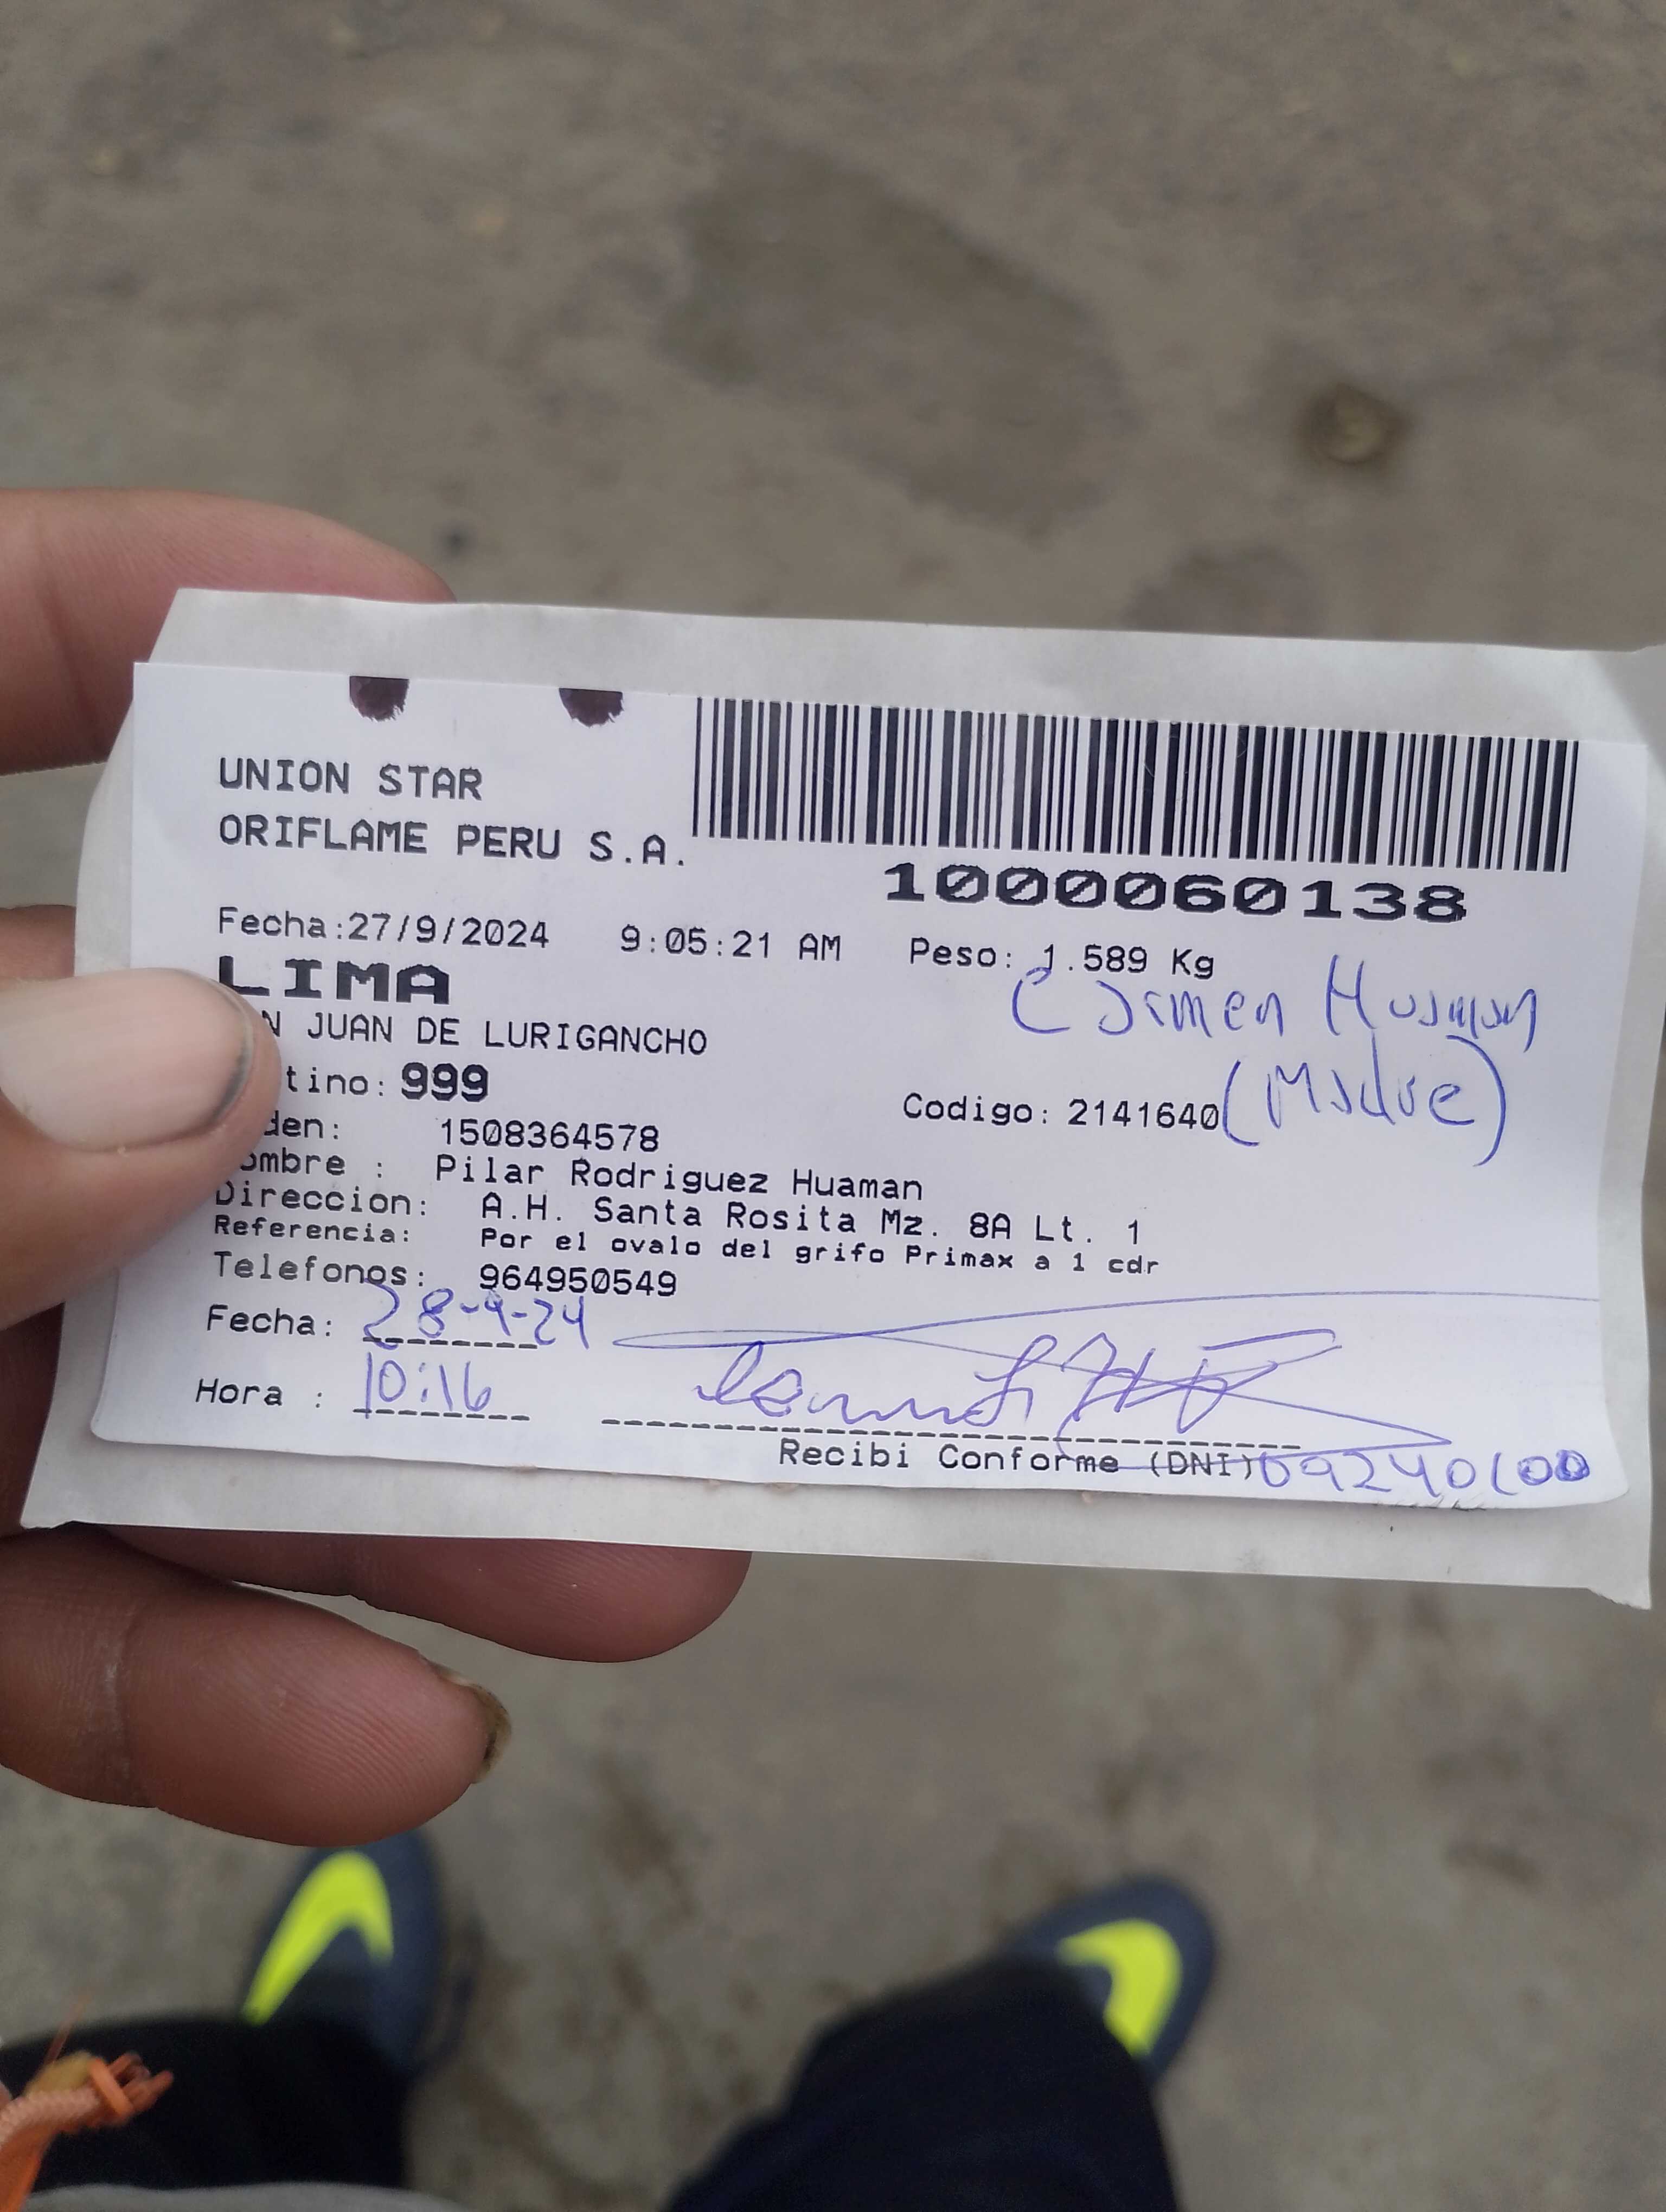 UNION STAR
ORIFLAME PERU S.A.
1000060138
Fecha:27/9/2024 9:05:21 AM Peso: 1.589 Kg
LIMA
Carmen Huaman
N JUAN DE LURIGANCHO
(Madre)
tino: 999 Codigo: 2141640
den: 1508364578
ombre : Pilar Rodriguez Huaman
Direccion: A.H. Santa Rosita Mz. 8A Lt. 1
Referencia: Por el ovalo del grifo Primax a 1 cdr
Telefonos: 964950549
Fecha: 28-9-24
Hora : 10:16
Recibi Conforme (DNI)